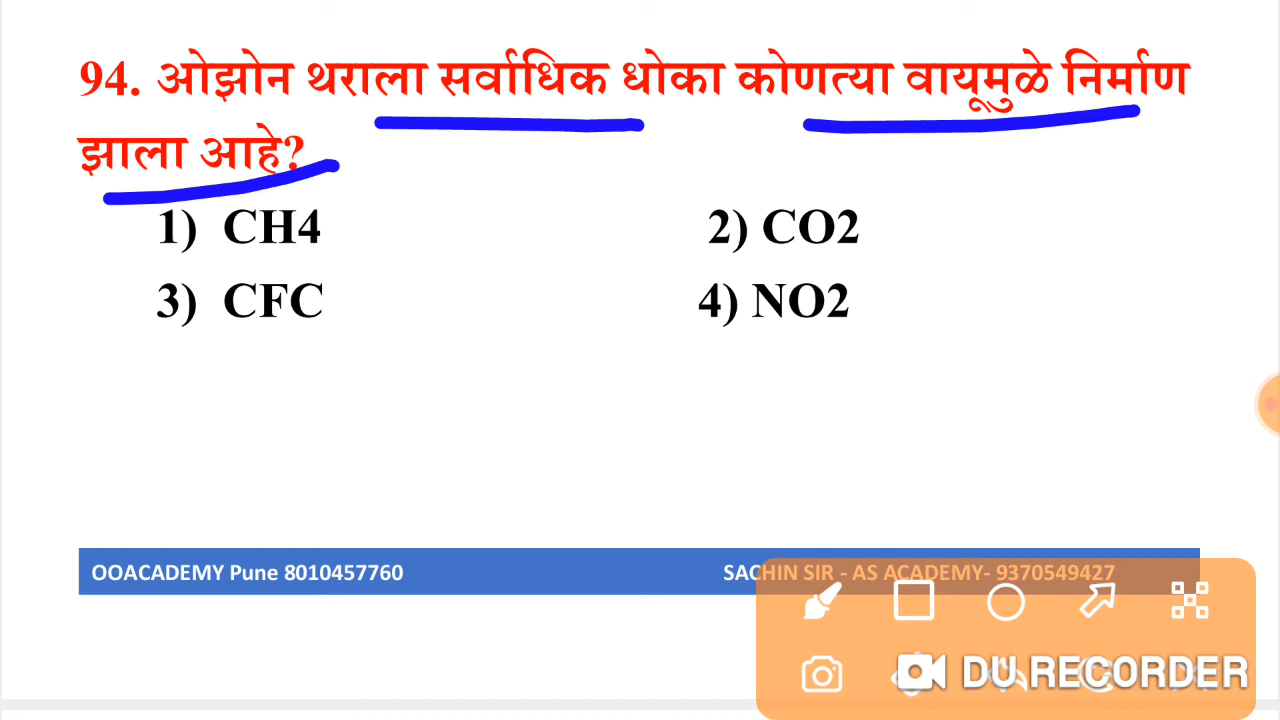 94. ओझोन थराला सर्वाधिक धोका कोणत्या वायूमुळे निर्माण
झाला आहे?
1) CH4 2) CO2
3) CFC 4) NO2
OOACADEMY Pune 8010457760 SACHIN SIR - AS ACADEMY- 9370549427
DU RECORDER